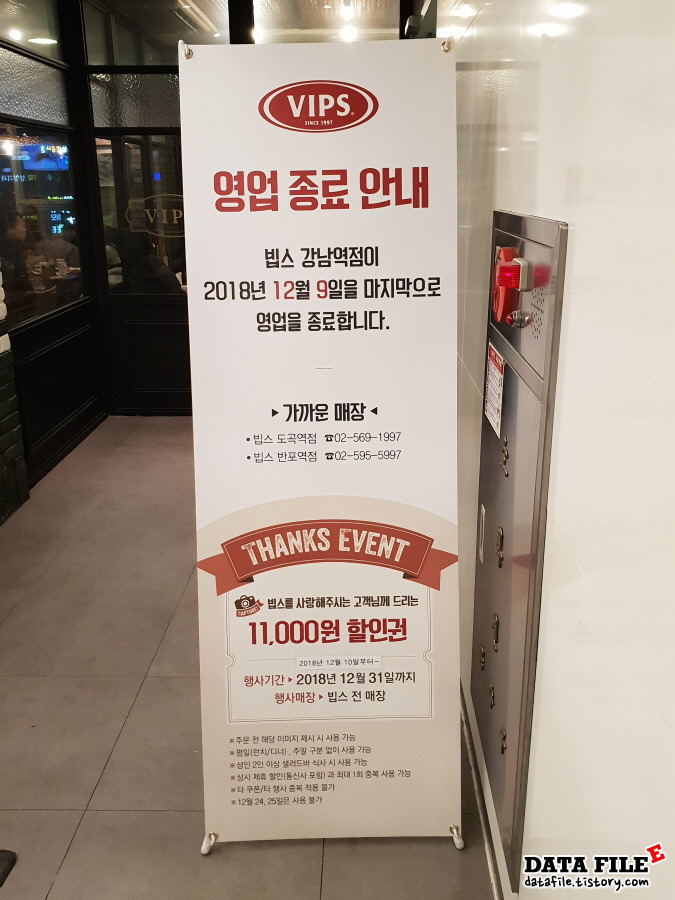 VIPS
SINCE 1997
영업 종료 안내
빕스 강남역점이
2018년 12월 9일을 마지막으로
영업을 종료합니다.
▶ 가까운 매장 ◀
• 빕스 도곡역점 ☎02-569-1997
• 빕스 반포역점 ☎02-595-5997
THANKS EVENT
CAPTURE
빕스를 사랑해주시는 고객님께 드리는
11,000원 할인권
2018년 12월 10일부터~
행사기간 ▶ 2018년 12월 31일까지
행사매장 ▶ 빕스 전 매장
※주문 전 해당 이미지 제시 시 사용 가능
※평일(런치/디너) , 주말 구분 없이 사용 가능
※성인 2인 이상 샐러드바 식사 시 사용 가능
※상시 제휴 할인(통신사 포함) 과 최대 1회 중복 사용 가능
※타 쿠폰/타 행사 중복 적용 불가
※12월 24, 25일은 사용 불가
VIPS
DATA FILE E
datafile.tistory.com